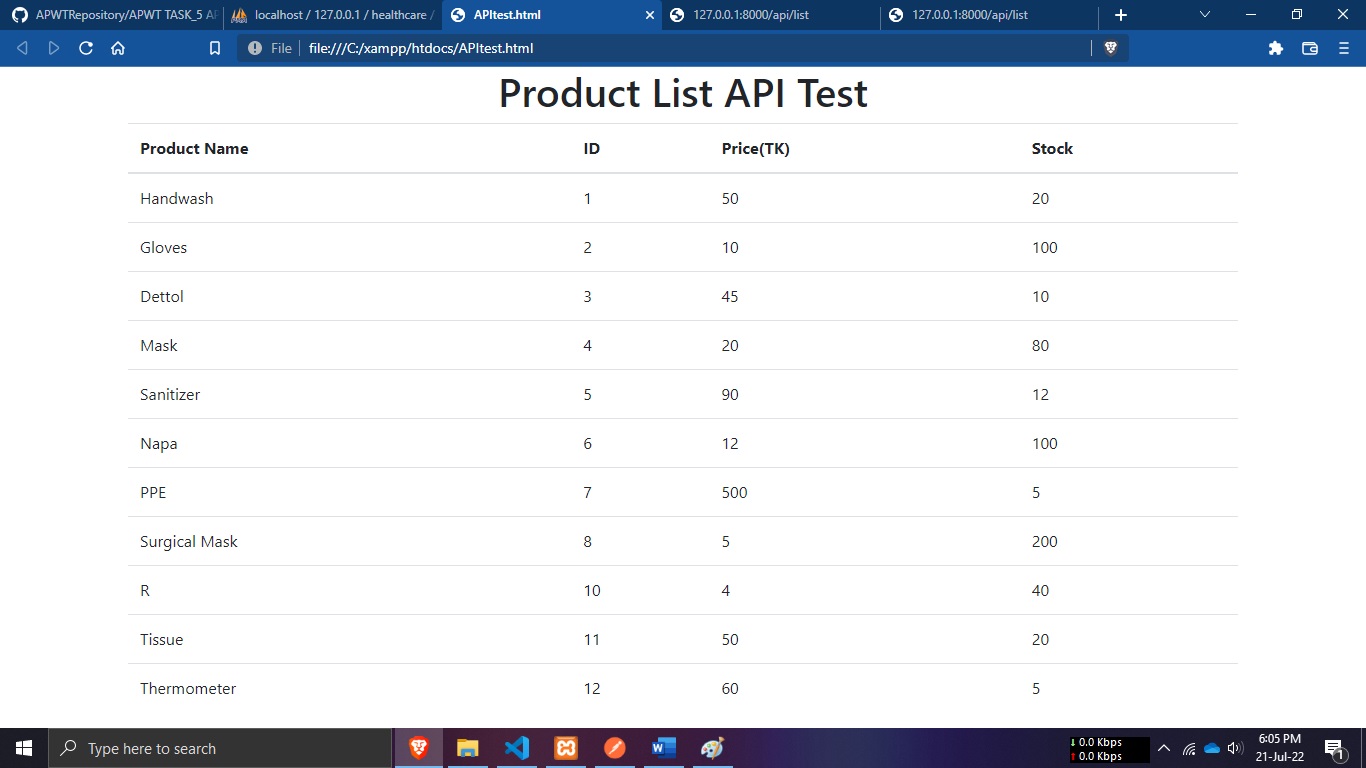 APWTRepository/APWT TASK_5 AP
localhost / 127.0.0.1 / healthcare /
APItest.html
127.0.0.1:8000/api/list
127.0.0.1:8000/api/list
File
file:///C:/xampp/htdocs/APItest.html
Product List API Test
Product Name ID Price(TK) Stock
Handwash 1 50 20
Gloves 2 10 100
Dettol 3 45 10
Mask 4 20 80
Sanitizer 5 90 12
Napa 6 12 100
PPE 7 500 5
Surgical Mask 8 5 200
R 10 4 40
Tissue 11 50 20
Thermometer 12 60 5
Type here to search
0.0 Kbps
0.0 Kbps
6:05 PM
21-Jul-22
1